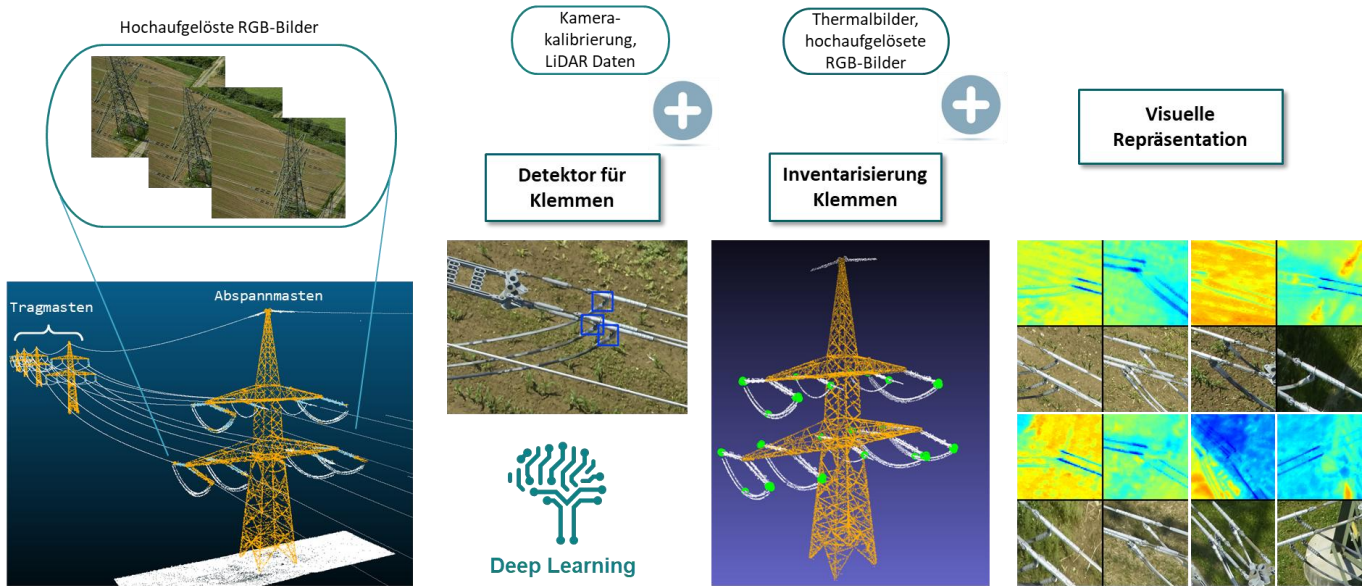 Hochaufgelöste RGB-Bilder
Tragmasten
Abspannmasten
Kamera-
kalibrierung,
LiDAR Daten
Detektor für
Klemmen
Deep Learning
Thermalbilder,
hochaufgelösete
RGB-Bilder
Inventarisierung
Klemmen
Visuelle
Repräsentation